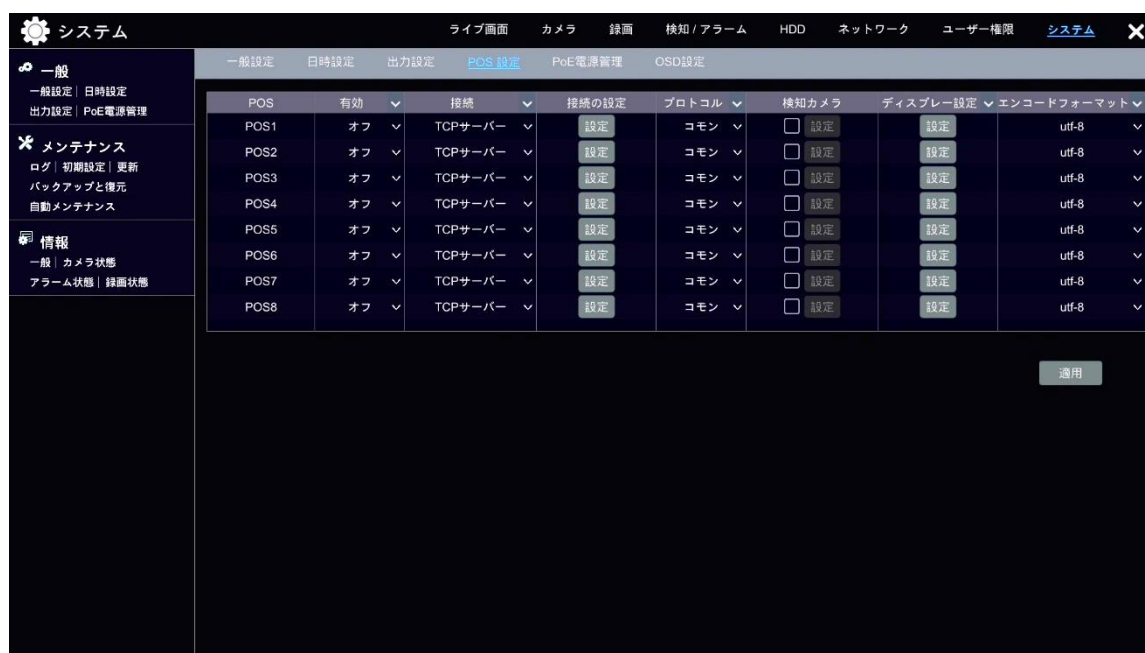 システム
ライブ画面 カメラ 録画 検知 / アラーム HDD ネットワーク ユーザー権限 システム
一般
一般設定| 日時設定
出力設定| PoE電源管理
メンテナンス
ログ| 初期設定| 更新
バックアップと復元
自動メンテナンス
情報
一般| カメラ状態
アラーム状態| 録画状態
一般設定 日時設定 出力設定 POS 設定 PoE電源管理 OSD設定
POS 有効 接続 接続の設定 プロトコル 検知カメラ ディスプレー設定 エンコードフォーマット
POS1 オフ TCPサーバー 設定 コモン 設定 設定 utf-8
POS2 オフ TCPサーバー 設定 コモン 設定 設定 utf-8
POS3 オフ TCPサーバー 設定 コモン 設定 設定 utf-8
POS4 オフ TCPサーバー 設定 コモン 設定 設定 utf-8
POS5 オフ TCPサーバー 設定 コモン 設定 設定 utf-8
POS6 オフ TCPサーバー 設定 コモン 設定 設定 utf-8
POS7 オフ TCPサーバー 設定 コモン 設定 設定 utf-8
POS8 オフ TCPサーバー 設定 コモン 設定 設定 utf-8
適用